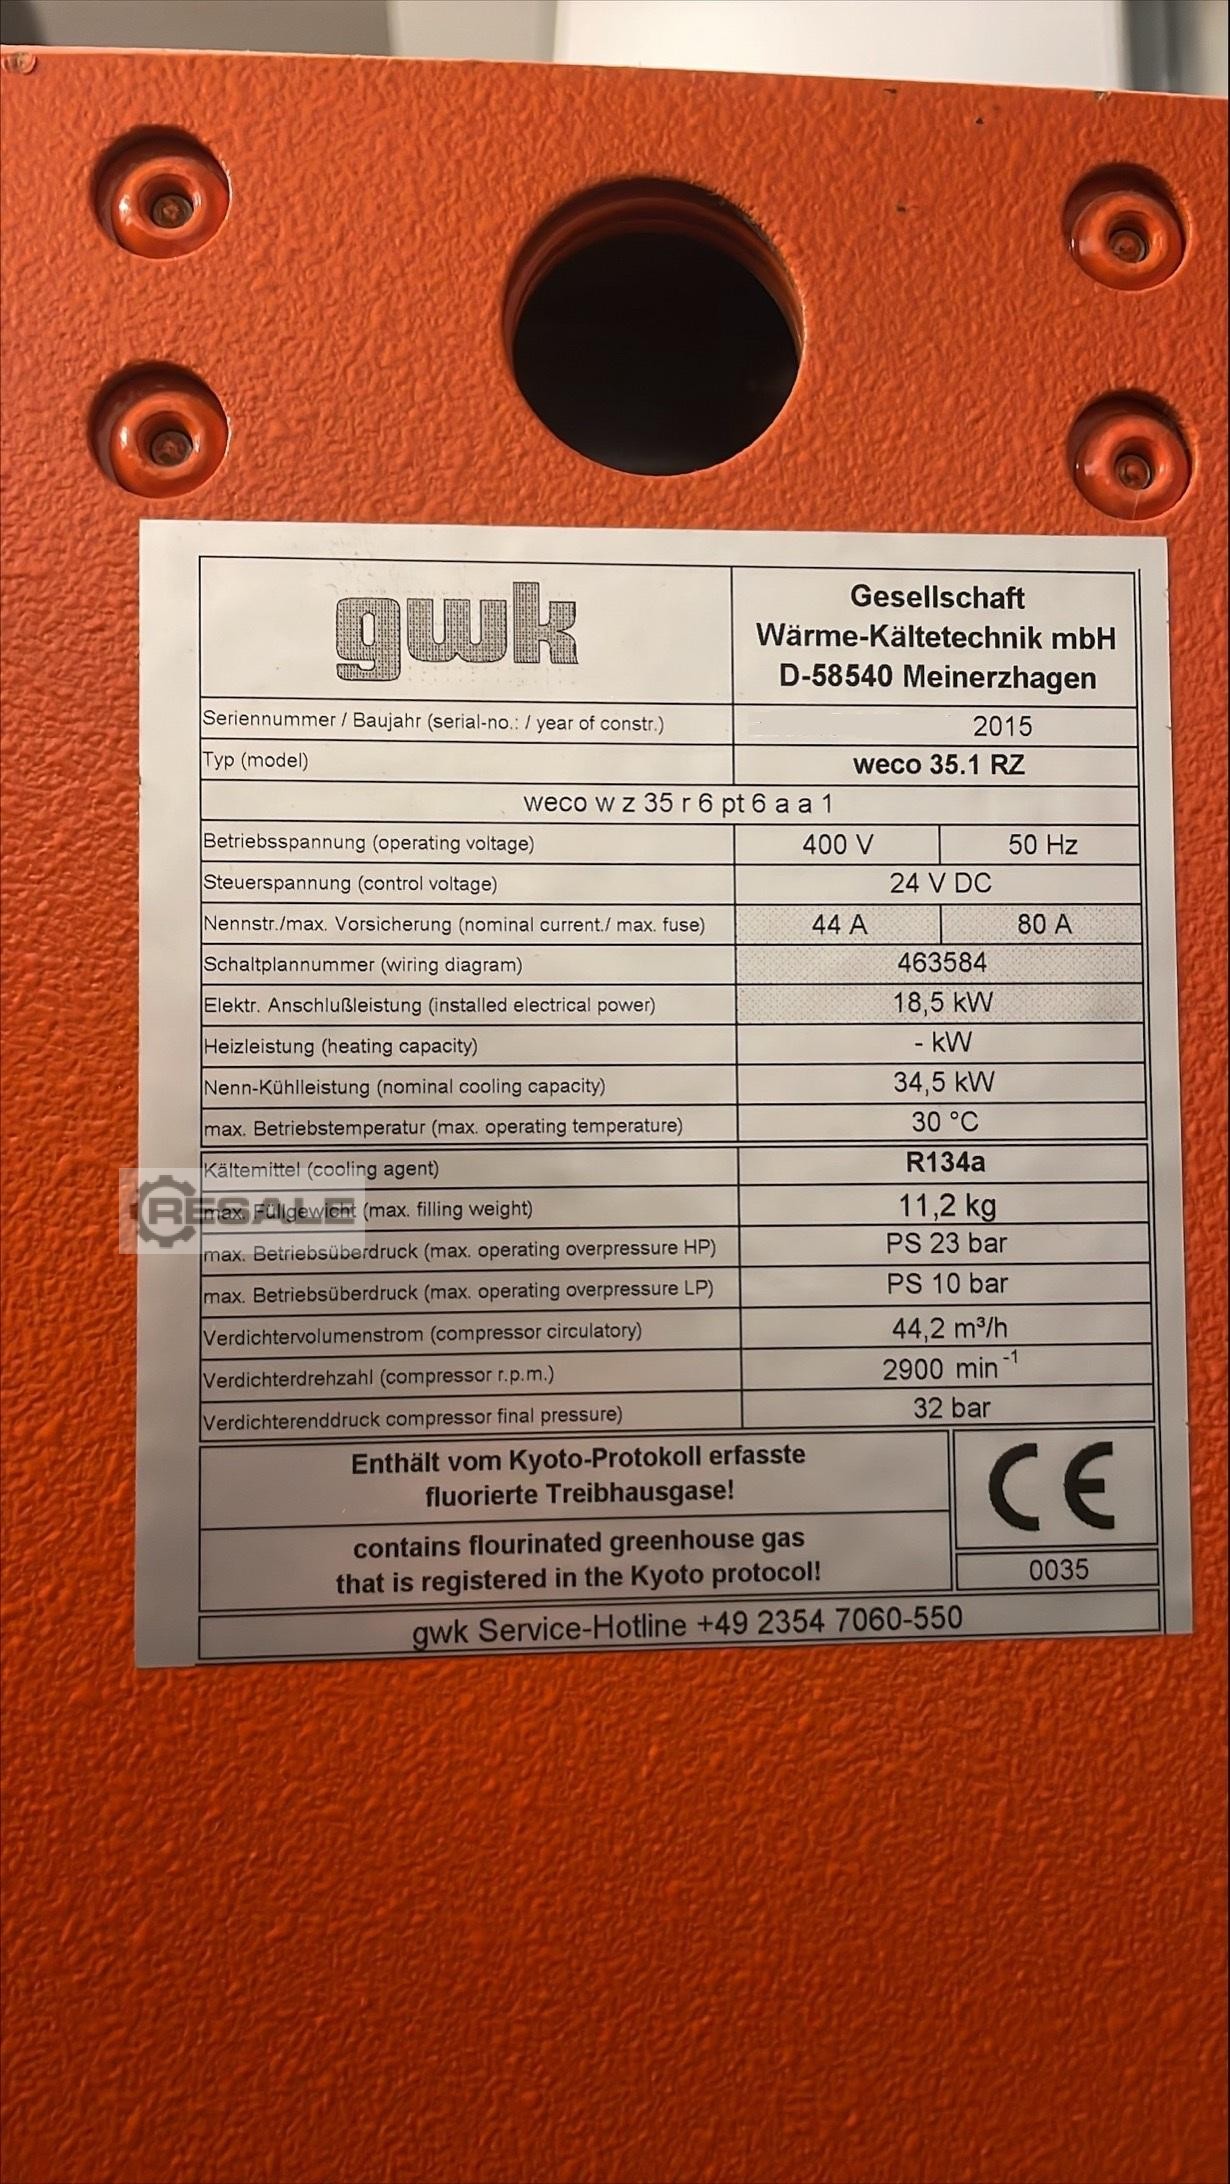 gwk
Gesellschaft
Wärme-Kältetechnik mbH
D-58540 Meinerzhagen
Seriennummer / Baujahr (serial-no.: / year of constr.) 2015
Typ (model) weco 35.1 RZ
weco w z 35 r 6 pt 6 a a 1
Betriebsspannung (operating voltage) 400 V 50 Hz
Steuerspannung (control voltage) 24 V DC
Nennstr./max. Vorsicherung (nominal current./ max. fuse) 44 A 80 A
Schaltplannummer (wiring diagram) 463584
Elektr. Anschlußleistung (installed electrical power) 18,5 kW
Heizleistung (heating capacity) - kW
Nenn-Kühlleistung (nominal cooling capacity) 34,5 kW
max. Betriebstemperatur (max. operating temperature) 30 °C
Kältemittel (cooling agent) R134a
max. Füllgewicht (max. filling weight) 11,2 kg
RESALE
max. Betriebsüberdruck (max. operating overpressure HP) PS 23 bar
max. Betriebsüberdruck (max. operating overpressure LP) PS 10 bar
Verdichtervolumenstrom (compressor circulatory) 44,2 m³/h
Verdichterdrehzahl (compressor r.p.m.) 2900 min⁻¹
Verdichterenddruck compressor final pressure) 32 bar
Enthält vom Kyoto-Protokoll erfasste
fluorierte Treibhausgase!
contains flourinated greenhouse gas
that is registered in the Kyoto protocol!
CE
0035
gwk Service-Hotline +49 2354 7060-550